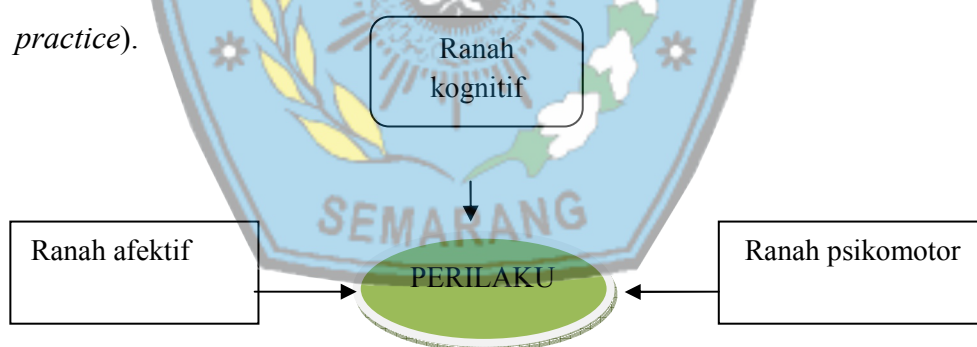 practice).
Ranah
kognitif
SEMARANG
Ranah afektif
PERILAKU
Ranah psikomotor